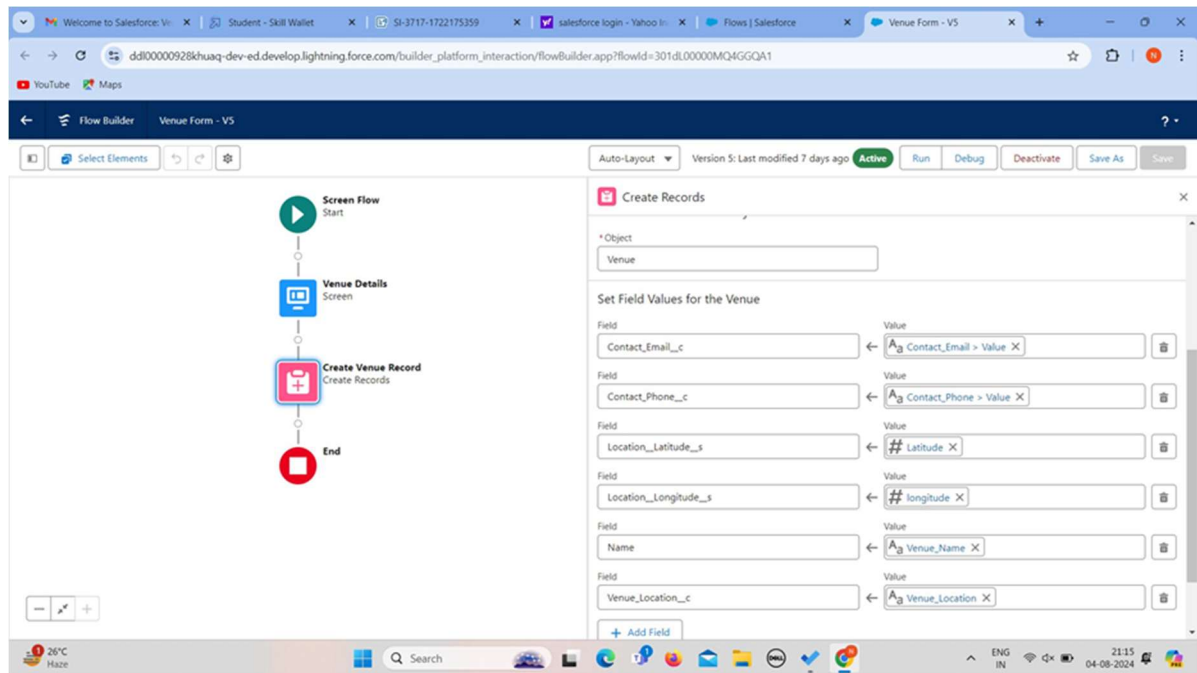 Welcome to Salesforce: Ve
Student - Skill Wallet
SI-3717-1722175359
salesforce login - Yahoo In
Flows | Salesforce
Venue Form - V5
ddl00000928khuaq-dev-ed.develop.lightning.force.com/builder_platform_interaction/flowBuilder.app?flowId=301dL00000MQ4GGQA1
N
YouTube Maps
Flow Builder Venue Form - V5 ?
Select Elements Auto-Layout Version 5: Last modified 7 days ago Active Run Debug Deactivate Save As Save
Screen Flow
Start
Venue Details
Screen
Create Venue Record
Create Records
End
Create Records
*Object
Venue
Set Field Values for the Venue
Field Value
Contact_Email__c Aa Contact_Email > Value
Field Value
Contact_Phone__c Aa Contact_Phone > Value
Field Value
Location__Latitude__s # Latitude
Field Value
Location__Longitude__s # longitude
Field Value
Name Aa Venue_Name
Field Value
Venue_Location__c Aa Venue_Location
+ Add Field
1
26°C
Haze
Search
DELL
ENG
IN
21:15
04-08-2024